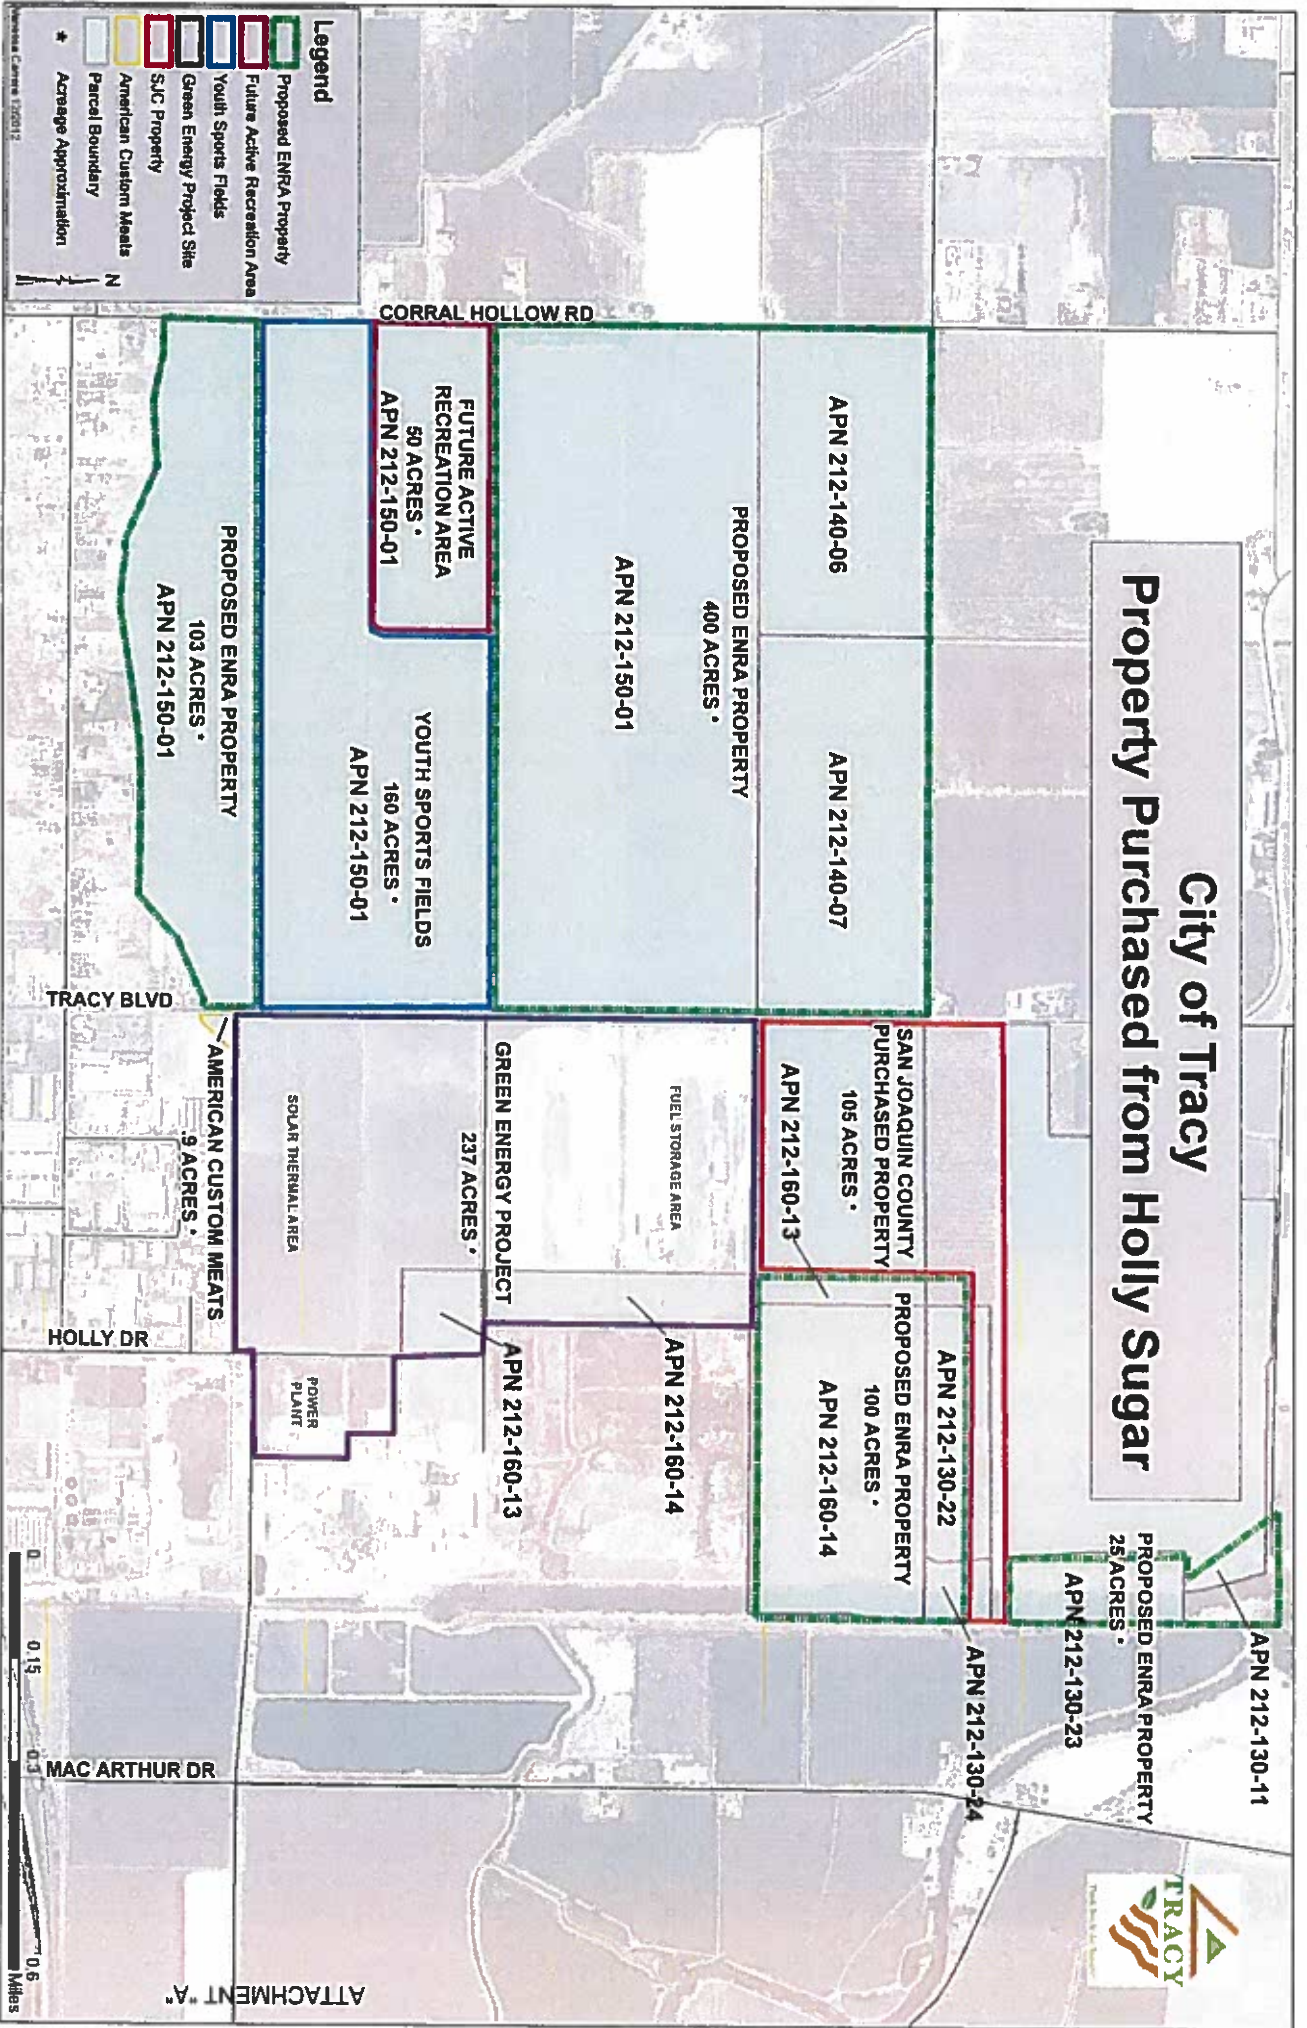 City of Tracy
Property Purchased from Holly Sugar
TRACY
APN 212-130-11
PROPOSED ENRA PROPERTY
25 ACRES *
APN 212-130-23
APN 212-130-24
APN 212-130-22
PROPOSED ENRA PROPERTY
100 ACRES *
APN 212-160-14
SAN JOAQUIN COUNTY
PURCHASED PROPERTY
105 ACRES *
APN 212-160-13
APN 212-140-06
APN 212-140-07
PROPOSED ENRA PROPERTY
400 ACRES *
APN 212-150-01
CORRAL HOLLOW RD
FUTURE ACTIVE
RECREATION AREA
50 ACRES *
APN 212-150-01
YOUTH SPORTS FIELDS
160 ACRES *
APN 212-150-01
PROPOSED ENRA PROPERTY
103 ACRES *
APN 212-150-01
FUEL STORAGE AREA
APN 212-160-14
GREEN ENERGY PROJECT
237 ACRES *
APN 212-160-13
SOLAR THERMAL AREA
POWER
PLANT
AMERICAN CUSTOM MEATS
.9 ACRES *
TRACY BLVD
HOLLY DR
MAC ARTHUR DR
Legend
Proposed ENRA Property
Future Active Recreation Area
Youth Sports Fields
Green Energy Project Site
SJC Property
American Custom Meats
Parcel Boundary
* Acreage Approximation
N
0 0.15 0.3 0.6
Miles
ATTACHMENT "A"